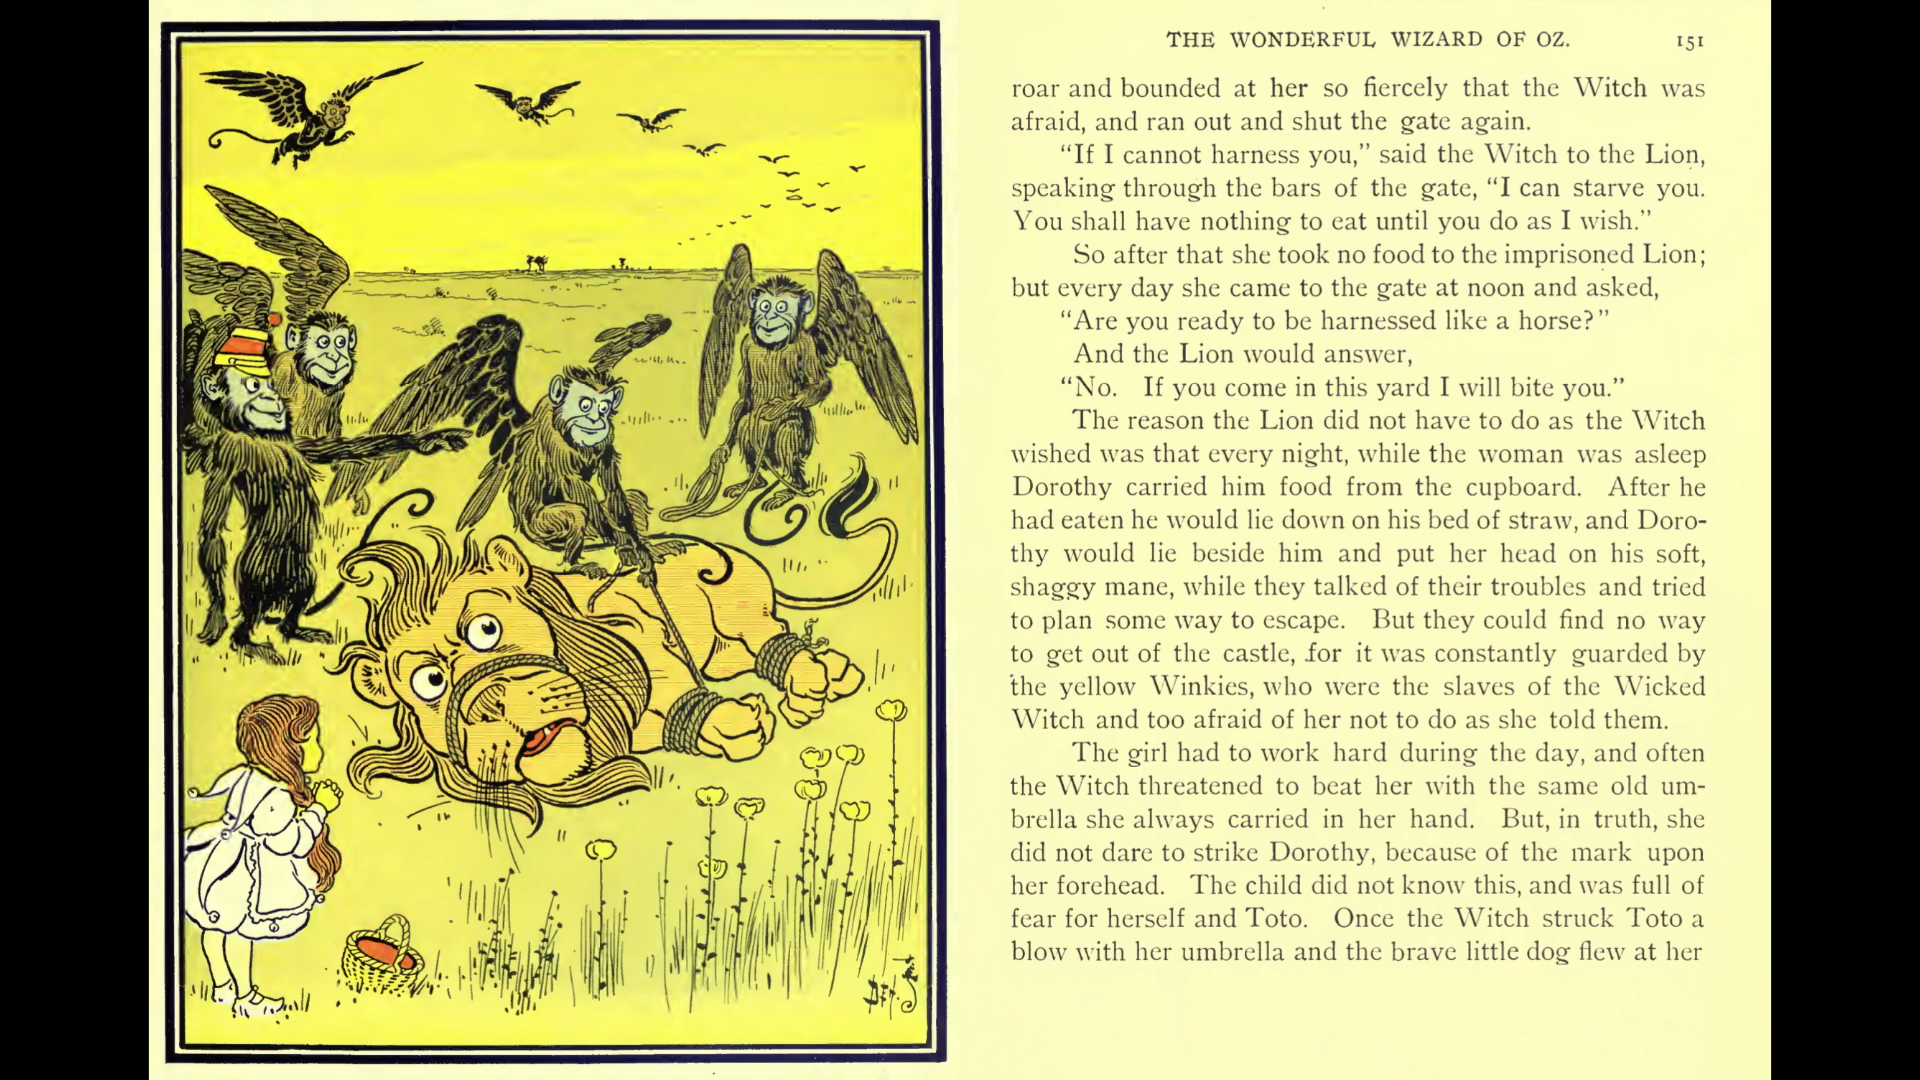 THE WONDERFUL WIZARD OF OZ. 151
roar and bounded at her so fiercely that the Witch was
afraid, and ran out and shut the gate again.
“If I cannot harness you,” said the Witch to the Lion,
speaking through the bars of the gate, “I can starve you.
You shall have nothing to eat until you do as I wish.”
So after that she took no food to the imprisoned Lion;
but every day she came to the gate at noon and asked,
“Are you ready to be harnessed like a horse?”
And the Lion would answer,
“No. If you come in this yard I will bite you.”
The reason the Lion did not have to do as the Witch
wished was that every night, while the woman was asleep
Dorothy carried him food from the cupboard. After he
had eaten he would lie down on his bed of straw, and Doro-
thy would lie beside him and put her head on his soft,
shaggy mane, while they talked of their troubles and tried
to plan some way to escape. But they could find no way
to get out of the castle, for it was constantly guarded by
the yellow Winkies, who were the slaves of the Wicked
Witch and too afraid of her not to do as she told them.
The girl had to work hard during the day, and often
the Witch threatened to beat her with the same old um-
brella she always carried in her hand. But, in truth, she
did not dare to strike Dorothy, because of the mark upon
her forehead. The child did not know this, and was full of
fear for herself and Toto. Once the Witch struck Toto a
blow with her umbrella and the brave little dog flew at her